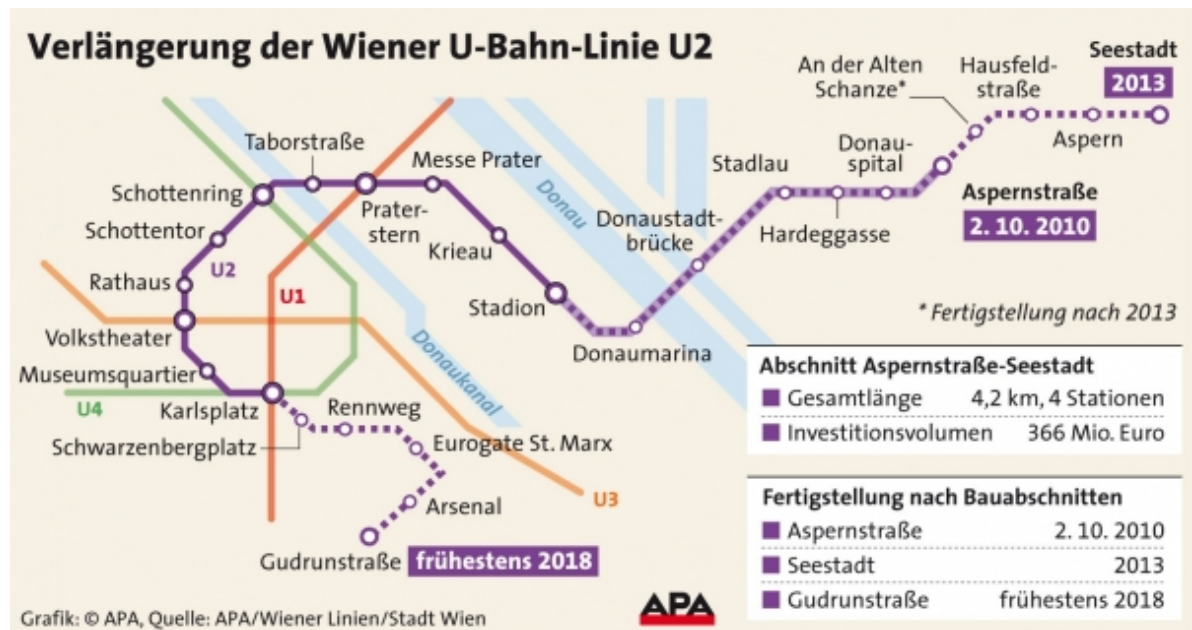 Verlängerung der Wiener U-Bahn-Linie U2
Seestadt
2013
An der Alten
Schanze*
Hausfeld-
straße
Aspern
Donau-
spital
Aspernstraße
2. 10. 2010
Stadlau
Hardeggasse
Donaustadt-
brücke
Donau
Taborstraße
Messe Prater
Schottenring
Prater-
stern
Schottentor
Krieau
U2
Rathaus
U1
Stadion
Volkstheater
Donaumarina
Museumsquartier
Donaukanal
U4
Karlsplatz
Rennweg
Schwarzenbergplatz
Eurogate St. Marx
U3
Arsenal
Gudrunstraße
frühestens 2018
* Fertigstellung nach 2013
Abschnitt Aspernstraße-Seestadt
Gesamtlänge 4,2 km, 4 Stationen
Investitionsvolumen 366 Mio. Euro
Fertigstellung nach Bauabschnitten
Aspernstraße 2. 10. 2010
Seestadt 2013
Gudrunstraße frühestens 2018
Grafik: © APA, Quelle: APA/Wiener Linien/Stadt Wien
APA